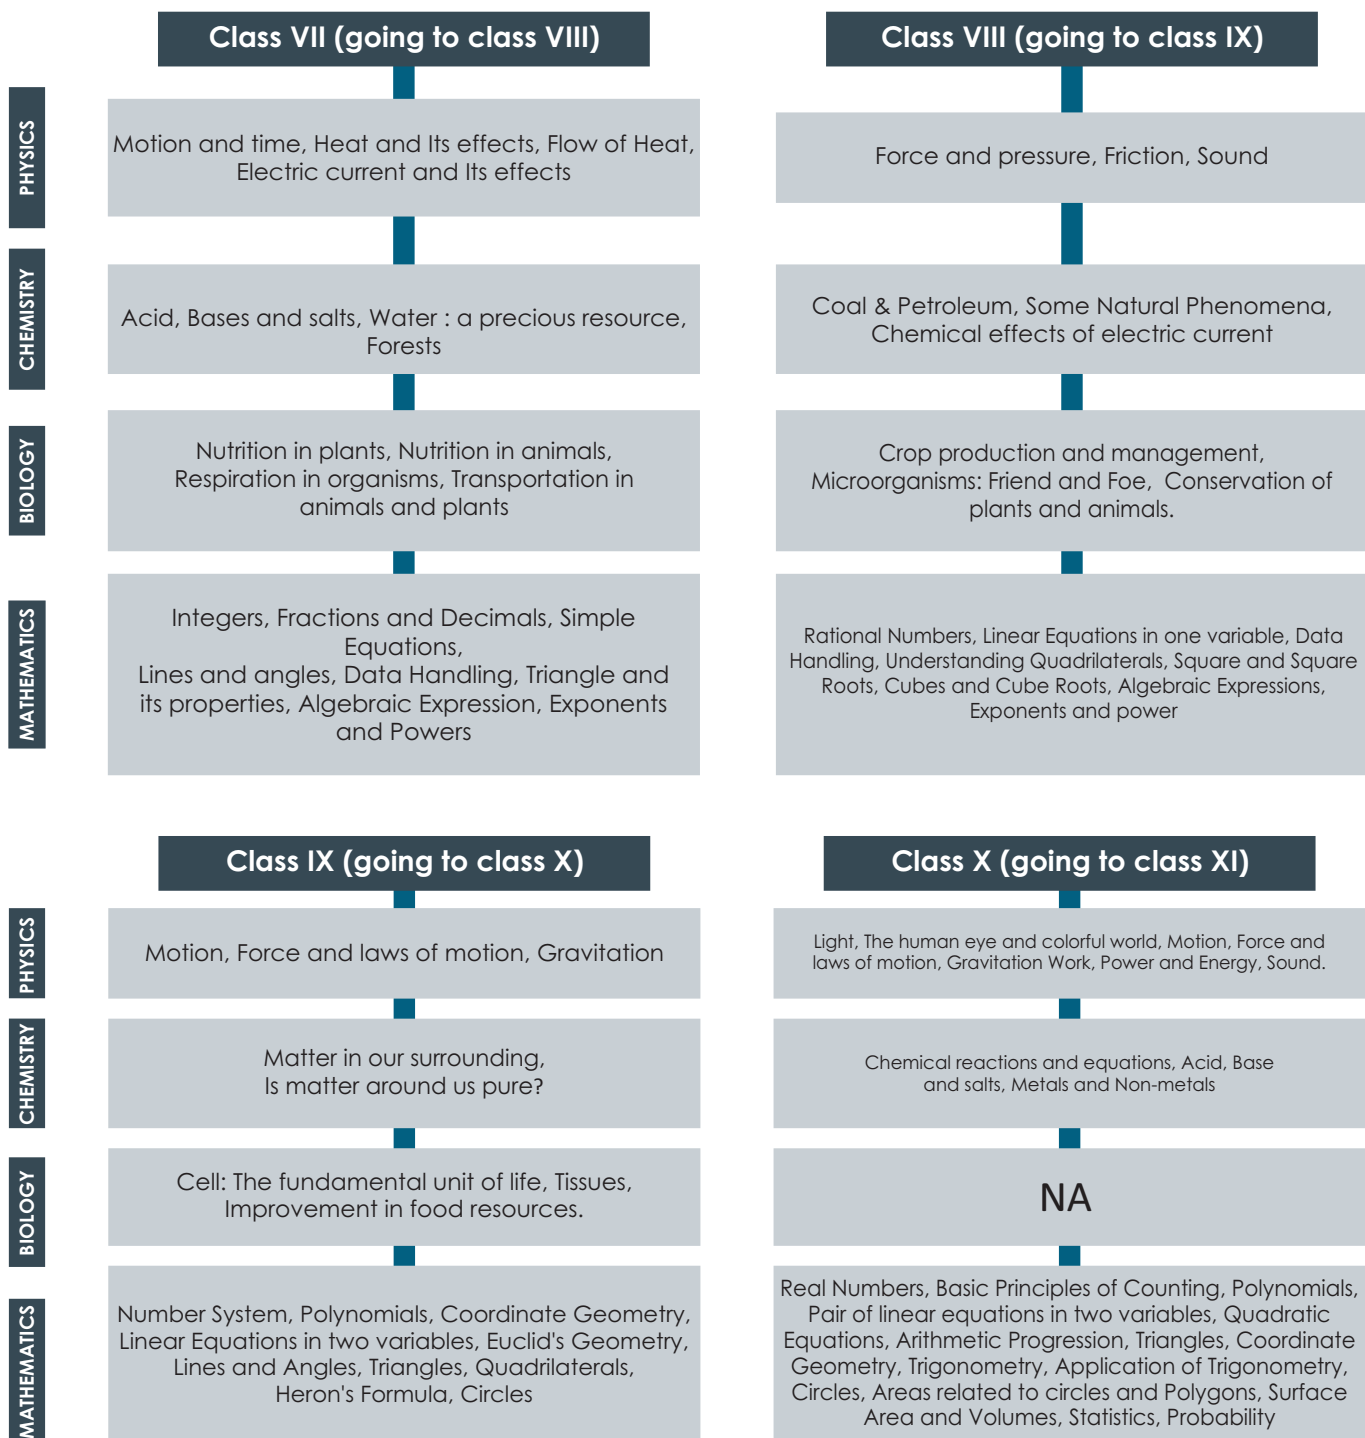 Class VII (going to class VIII)
PHYSICS
Motion and time, Heat and Its effects, Flow of Heat,
Electric current and Its effects
CHEMISTRY
Acid, Bases and salts, Water : a precious resource,
Forests
BIOLOGY
Nutrition in plants, Nutrition in animals,
Respiration in organisms, Transportation in
animals and plants
MATHEMATICS
Integers, Fractions and Decimals, Simple
Equations,
Lines and angles, Data Handling, Triangle and
its properties, Algebraic Expression, Exponents
and Powers
Class VIII (going to class IX)
Force and pressure, Friction, Sound
Coal & Petroleum, Some Natural Phenomena,
Chemical effects of electric current
Crop production and management,
Microorganisms: Friend and Foe, Conservation of
plants and animals.
Rational Numbers, Linear Equations in one variable, Data
Handling, Understanding Quadrilaterals, Square and Square
Roots, Cubes and Cube Roots, Algebraic Expressions,
Exponents and power
Class IX (going to class X)
PHYSICS
Motion, Force and laws of motion, Gravitation
CHEMISTRY
Matter in our surrounding,
Is matter around us pure?
BIOLOGY
Cell: The fundamental unit of life, Tissues,
Improvement in food resources.
MATHEMATICS
Number System, Polynomials, Coordinate Geometry,
Linear Equations in two variables, Euclid's Geometry,
Lines and Angles, Triangles, Quadrilaterals,
Heron's Formula, Circles
Class X (going to class XI)
Light, The human eye and colorful world, Motion, Force and
laws of motion, Gravitation Work, Power and Energy, Sound.
Chemical reactions and equations, Acid, Base
and salts, Metals and Non-metals
NA
Real Numbers, Basic Principles of Counting, Polynomials,
Pair of linear equations in two variables, Quadratic
Equations, Arithmetic Progression, Triangles, Coordinate
Geometry, Trigonometry, Application of Trigonometry,
Circles, Areas related to circles and Polygons, Surface
Area and Volumes, Statistics, Probability